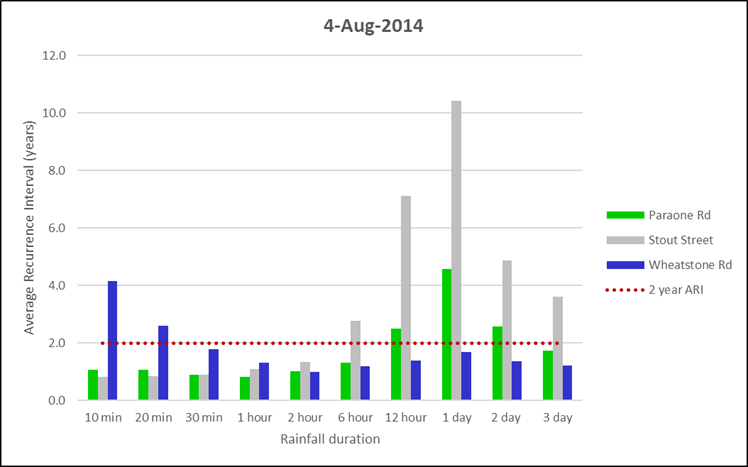 4-Aug-2014
12.0
10.0
8.0
6.0
4.0
2.0
0.0
Average Recurrence Interval (years)
10 min 20 min 30 min 1 hour 2 hour 6 hour 12 hour 1 day 2 day 3 day
Rainfall duration
Paraone Rd
Stout Street
Wheatstone Rd
2 year ARI